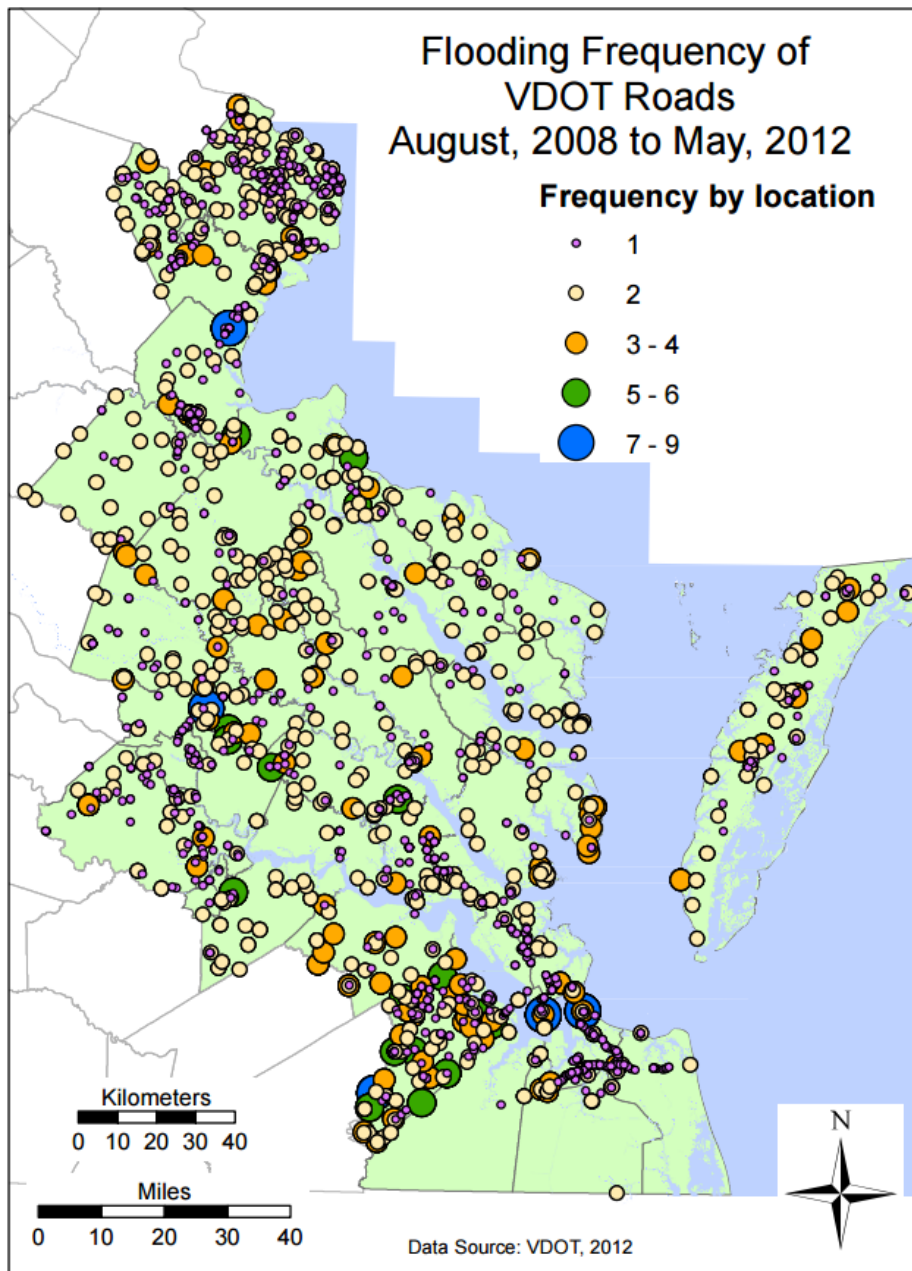 Flooding Frequency of
VDOT Roads
August, 2008 to May, 2012
Frequency by location
1
2
3 - 4
5 - 6
7 - 9
Kilometers
0 10 20 30 40
Miles
0 10 20 30 40
N
Data Source: VDOT, 2012